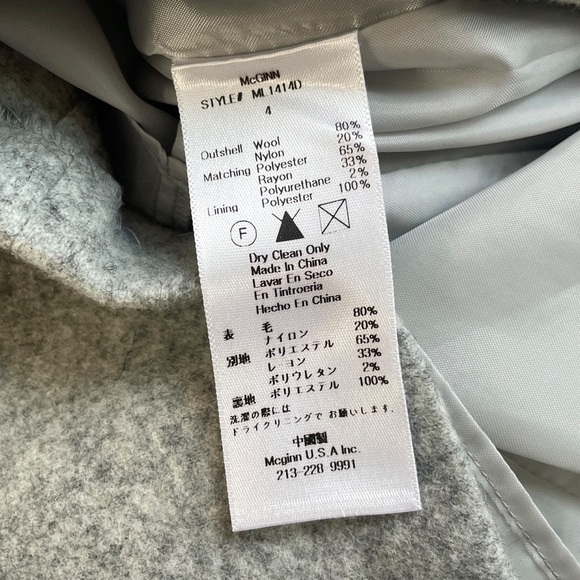 McGINN
STYLE# ML1414D
4
Outshell Wool 80%
Nylon 20%
Matching Polyester 65%
Rayon 33%
Polyurethane 2%
Lining Polyester 100%
F
Dry Clean Only
Made In China
Lavar En Seco
En Tintroeria
Hecho En China
表 毛 80%
ナイロン 20%
別地 ポリエステル 65%
レーヨン 33%
ポリウレタン 2%
裏地 ポリエステル 100%
洗濯の際には
ドライクリニングでお願いします.
中國製
Mcginn U.S.A Inc.
213-228-9991